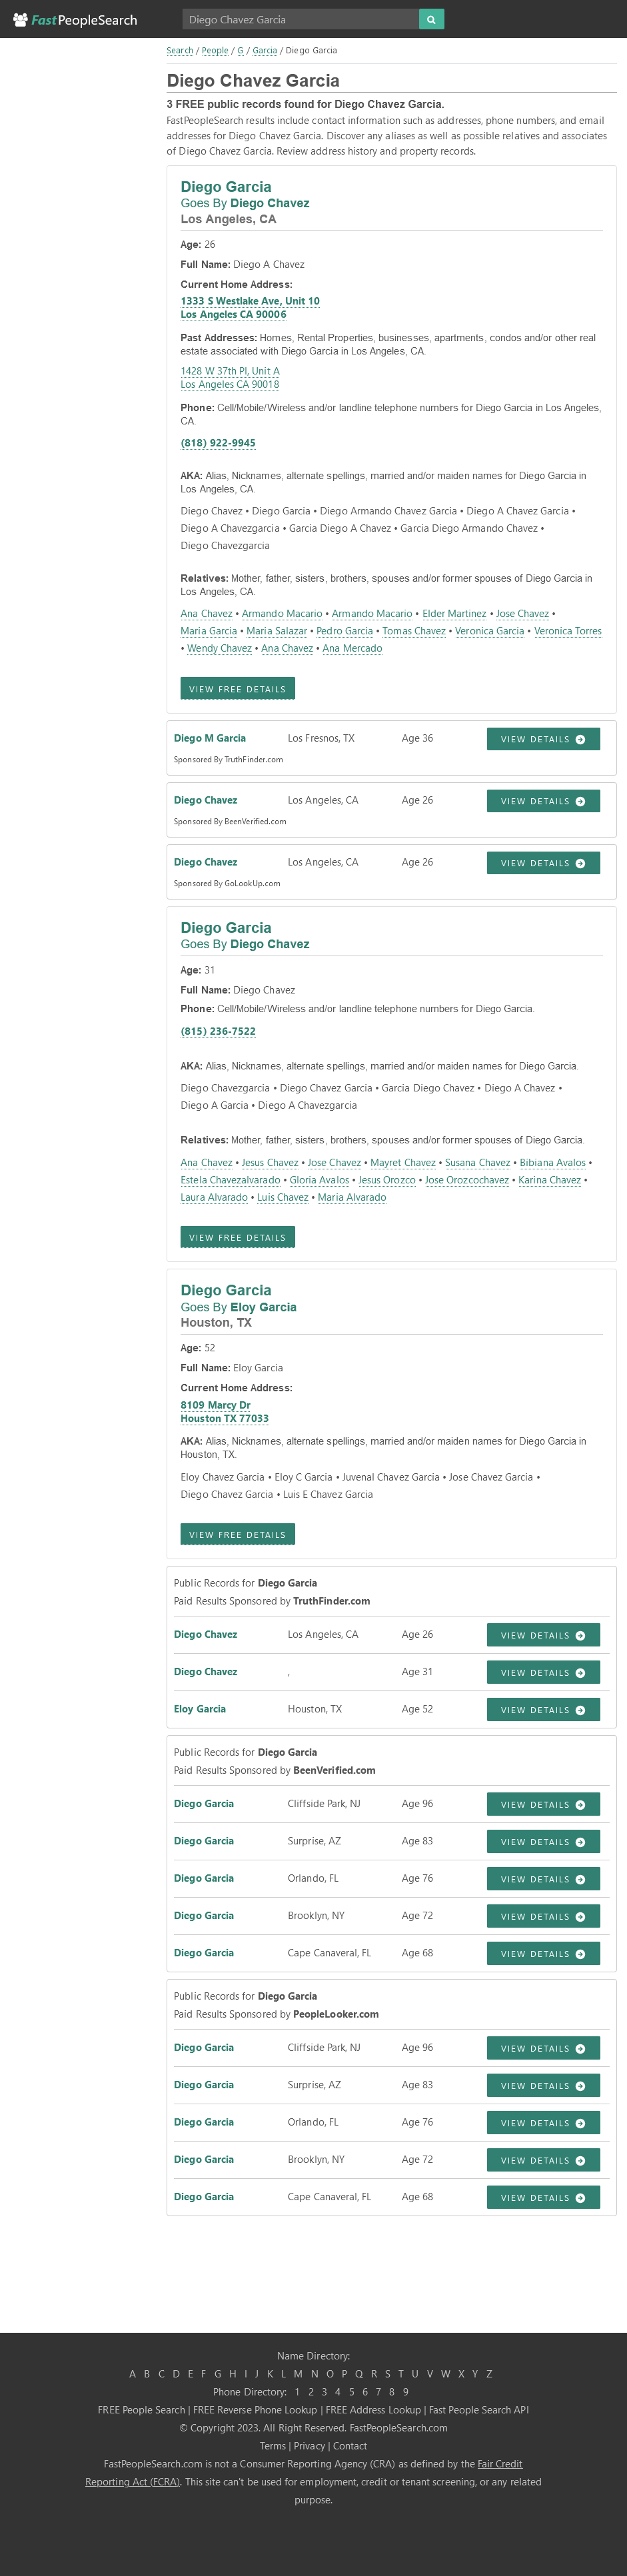 FastPeopleSearch
Diego Chavez Garcia
Search / People / G / Garcia / Diego Garcia
Diego Chavez Garcia
3 FREE public records found for Diego Chavez Garcia.
FastPeopleSearch results include contact information such as addresses, phone numbers, and email
addresses for Diego Chavez Garcia. Discover any aliases as well as possible relatives and associates
of Diego Chavez Garcia. Review address history and property records.
Diego Garcia
Goes By Diego Chavez
Los Angeles, CA
Age: 26
Full Name: Diego A Chavez
Current Home Address:
1333 S Westlake Ave, Unit 10
Los Angeles CA 90006
Past Addresses: Homes, Rental Properties, businesses, apartments, condos and/or other real
estate associated with Diego Garcia in Los Angeles, CA.
1428 W 37th Pl, Unit A
Los Angeles CA 90018
Phone: Cell/Mobile/Wireless and/or landline telephone numbers for Diego Garcia in Los Angeles,
CA.
(818) 922-9945
AKA: Alias, Nicknames, alternate spellings, married and/or maiden names for Diego Garcia in
Los Angeles, CA.
Diego Chavez • Diego Garcia • Diego Armando Chavez Garcia • Diego A Chavez Garcia •
Diego A Chavezgarcia • Garcia Diego A Chavez • Garcia Diego Armando Chavez •
Diego Chavezgarcia
Relatives: Mother, father, sisters, brothers, spouses and/or former spouses of Diego Garcia in
Los Angeles, CA.
Ana Chavez • Armando Macario • Armando Macario • Elder Martinez • Jose Chavez •
Maria Garcia • Maria Salazar • Pedro Garcia • Tomas Chavez • Veronica Garcia • Veronica Torres
• Wendy Chavez • Ana Chavez • Ana Mercado
VIEW FREE DETAILS
Diego M Garcia Los Fresnos, TX Age 36 VIEW DETAILS
Sponsored By TruthFinder.com
Diego Chavez Los Angeles, CA Age 26 VIEW DETAILS
Sponsored By BeenVerified.com
Diego Chavez Los Angeles, CA Age 26 VIEW DETAILS
Sponsored By GoLookUp.com
Diego Garcia
Goes By Diego Chavez
Age: 31
Full Name: Diego Chavez
Phone: Cell/Mobile/Wireless and/or landline telephone numbers for Diego Garcia.
(815) 236-7522
AKA: Alias, Nicknames, alternate spellings, married and/or maiden names for Diego Garcia.
Diego Chavezgarcia • Diego Chavez Garcia • Garcia Diego Chavez • Diego A Chavez •
Diego A Garcia • Diego A Chavezgarcia
Relatives: Mother, father, sisters, brothers, spouses and/or former spouses of Diego Garcia.
Ana Chavez • Jesus Chavez • Jose Chavez • Mayret Chavez • Susana Chavez • Bibiana Avalos •
Estela Chavezalvarado • Gloria Avalos • Jesus Orozco • Jose Orozcochavez • Karina Chavez •
Laura Alvarado • Luis Chavez • Maria Alvarado
VIEW FREE DETAILS
Diego Garcia
Goes By Eloy Garcia
Houston, TX
Age: 52
Full Name: Eloy Garcia
Current Home Address:
8109 Marcy Dr
Houston TX 77033
AKA: Alias, Nicknames, alternate spellings, married and/or maiden names for Diego Garcia in
Houston, TX.
Eloy Chavez Garcia • Eloy C Garcia • Juvenal Chavez Garcia • Jose Chavez Garcia •
Diego Chavez Garcia • Luis E Chavez Garcia
VIEW FREE DETAILS
Public Records for Diego Garcia
Paid Results Sponsored by TruthFinder.com
Diego Chavez Los Angeles, CA Age 26 VIEW DETAILS
Diego Chavez , Age 31 VIEW DETAILS
Eloy Garcia Houston, TX Age 52 VIEW DETAILS
Public Records for Diego Garcia
Paid Results Sponsored by BeenVerified.com
Diego Garcia Cliffside Park, NJ Age 96 VIEW DETAILS
Diego Garcia Surprise, AZ Age 83 VIEW DETAILS
Diego Garcia Orlando, FL Age 76 VIEW DETAILS
Diego Garcia Brooklyn, NY Age 72 VIEW DETAILS
Diego Garcia Cape Canaveral, FL Age 68 VIEW DETAILS
Public Records for Diego Garcia
Paid Results Sponsored by PeopleLooker.com
Diego Garcia Cliffside Park, NJ Age 96 VIEW DETAILS
Diego Garcia Surprise, AZ Age 83 VIEW DETAILS
Diego Garcia Orlando, FL Age 76 VIEW DETAILS
Diego Garcia Brooklyn, NY Age 72 VIEW DETAILS
Diego Garcia Cape Canaveral, FL Age 68 VIEW DETAILS
Name Directory:
A B C D E F G H I J K L M N O P Q R S T U V W X Y Z
Phone Directory: 1 2 3 4 5 6 7 8 9
FREE People Search | FREE Reverse Phone Lookup | FREE Address Lookup | Fast People Search API
© Copyright 2023. All Right Reserved. FastPeopleSearch.com
Terms | Privacy | Contact
FastPeopleSearch.com is not a Consumer Reporting Agency (CRA) as defined by the Fair Credit
Reporting Act (FCRA). This site can't be used for employment, credit or tenant screening, or any related
purpose.